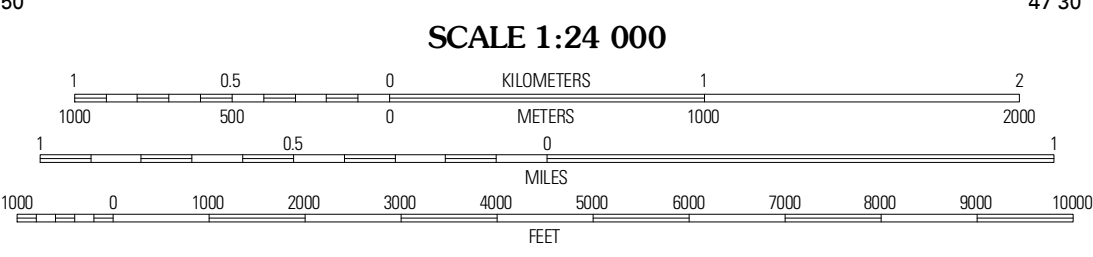 50 47 30
SCALE 1:24 000
1 0.5 0 KILOMETERS 1 2
1000 500 0 METERS 1000 2000
1 0.5 0 1
MILES
1000 0 1000 2000 3000 4000 5000 6000 7000 8000 9000 10000
FEET